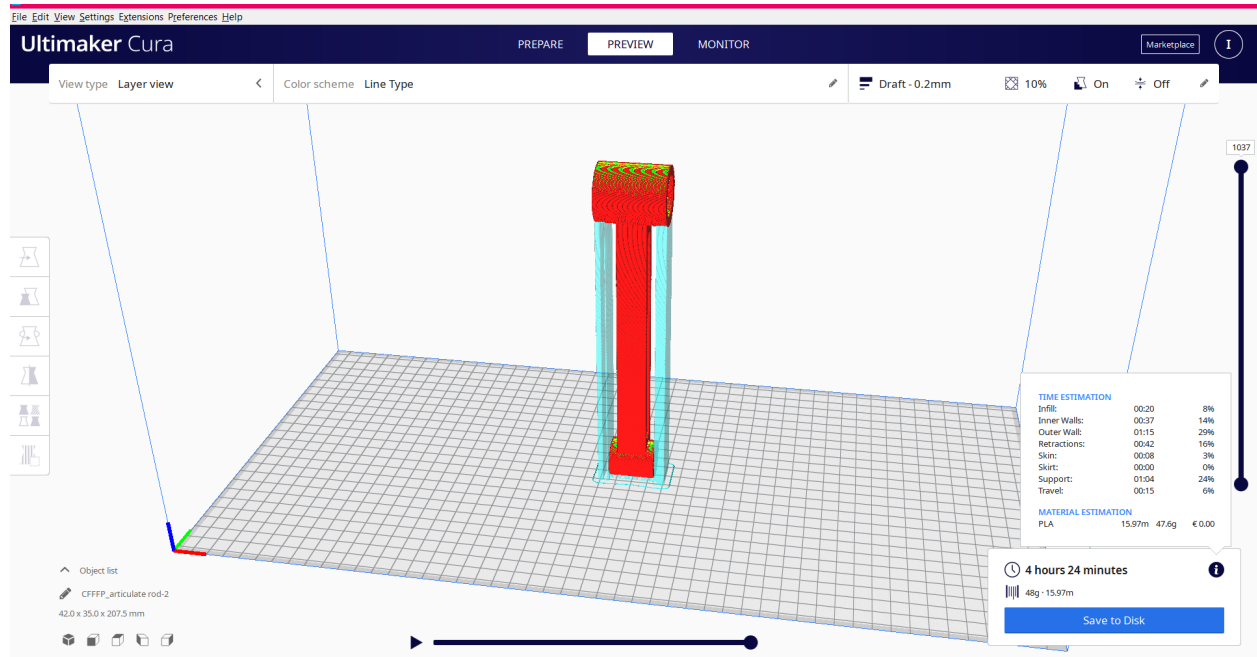 File Edit View Settings Extensions Preferences Help
Ultimaker Cura PREPARE PREVIEW MONITOR Marketplace I
View type Layer view Color scheme Line Type Draft - 0.2mm 10% On Off
1037
TIME ESTIMATION
Infill: 00:20 8%
Inner Walls: 00:37 14%
Outer Wall: 01:15 29%
Retractions: 00:42 16%
Skin: 00:08 3%
Skirt: 00:00 0%
Support: 01:04 24%
Travel: 00:15 6%
MATERIAL ESTIMATION
PLA 15.97m 47.6g € 0.00
Object list
CFFFP_articulate rod-2
42.0 x 35.0 x 207.5 mm
4 hours 24 minutes
48g · 15.97m
Save to Disk